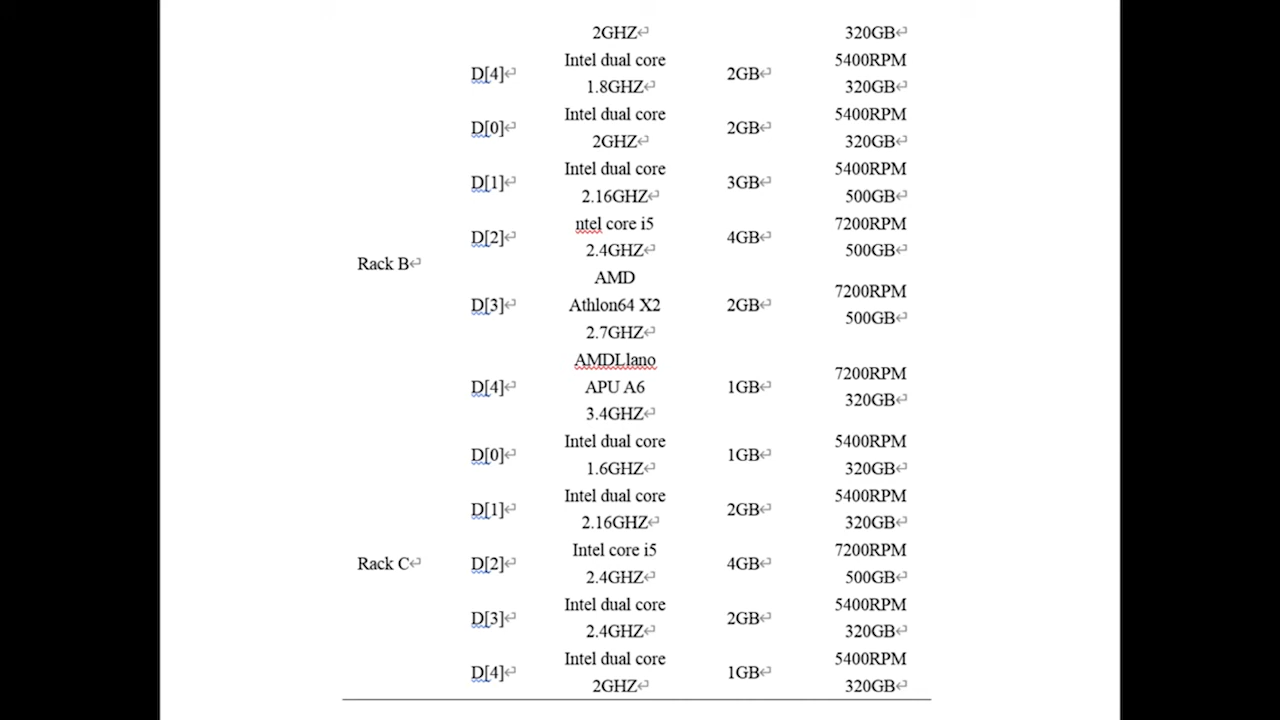 2GHZ↵ 320GB↵
D[4]↵ Intel dual core 1.8GHZ↵ 2GB↵ 5400RPM 320GB↵
Rack B↵
D[0]↵ Intel dual core 2GHZ↵ 2GB↵ 5400RPM 320GB↵
D[1]↵ Intel dual core 2.16GHZ↵ 3GB↵ 5400RPM 500GB↵
D[2]↵ ntel core i5 2.4GHZ↵ 4GB↵ 7200RPM 500GB↵
D[3]↵ AMD Athlon64 X2 2.7GHZ↵ 2GB↵ 7200RPM 500GB↵
D[4]↵ AMDLlano APU A6 3.4GHZ↵ 1GB↵ 7200RPM 320GB↵
Rack C↵
D[0]↵ Intel dual core 1.6GHZ↵ 1GB↵ 5400RPM 320GB↵
D[1]↵ Intel dual core 2.16GHZ↵ 2GB↵ 5400RPM 320GB↵
D[2]↵ Intel core i5 2.4GHZ↵ 4GB↵ 7200RPM 500GB↵
D[3]↵ Intel dual core 2.4GHZ↵ 2GB↵ 5400RPM 320GB↵
D[4]↵ Intel dual core 2GHZ↵ 1GB↵ 5400RPM 320GB↵